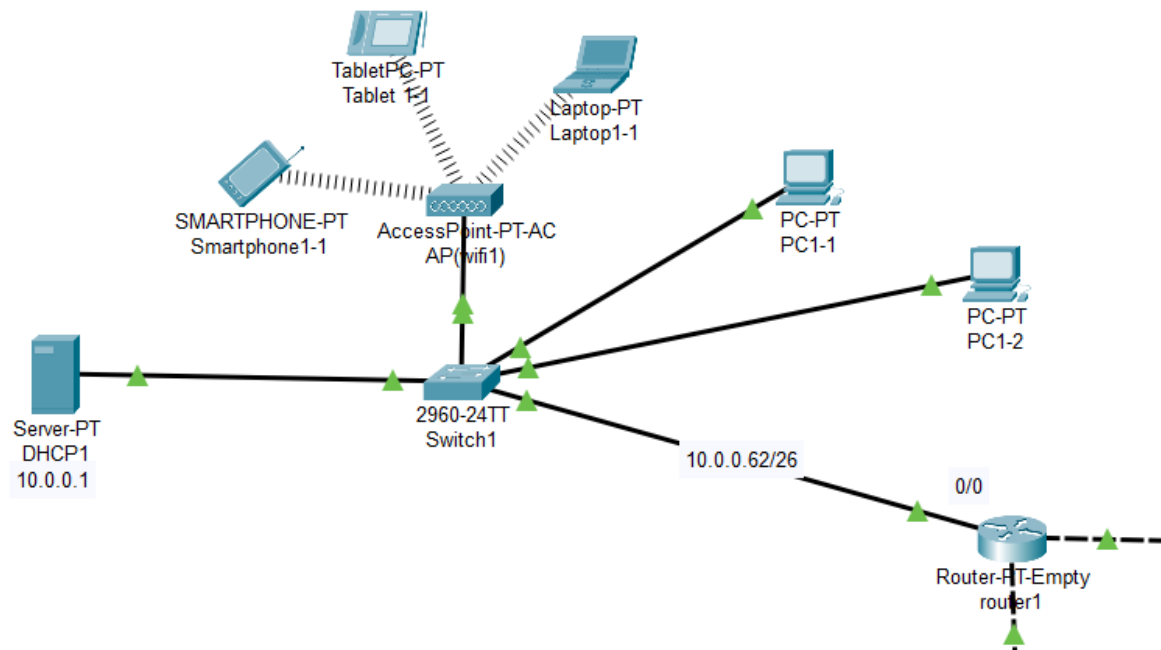 TabletPC-PT
Tablet 1-1
Laptop-PT
Laptop1-1
SMARTPHONE-PT
Smartphone1-1
AccessPoint-PT-AC
AP(wifi1)
PC-PT
PC1-1
PC-PT
PC1-2
Server-PT
DHCP1
10.0.0.1
2960-24TT
Switch1
10.0.0.62/26
0/0
Router-PT-Empty
router1